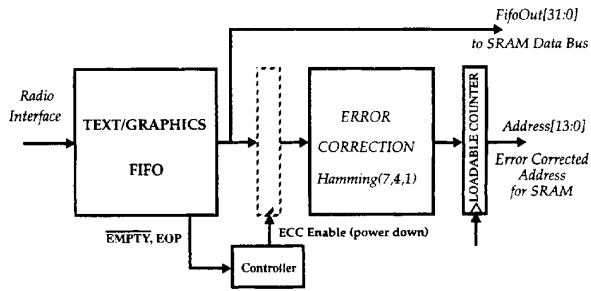 FifoOut[31:0]
to SRAM Data Bus
Radio
Interface
TEXT/GRAPHICS
FIFO
ERROR
CORRECTION
Hamming(7,4,1)
LOADABLE COUNTER
Address[13:0]
Error Corrected
Address
for SRAM
EMPTY, EOP
ECC Enable (power down)
Controller